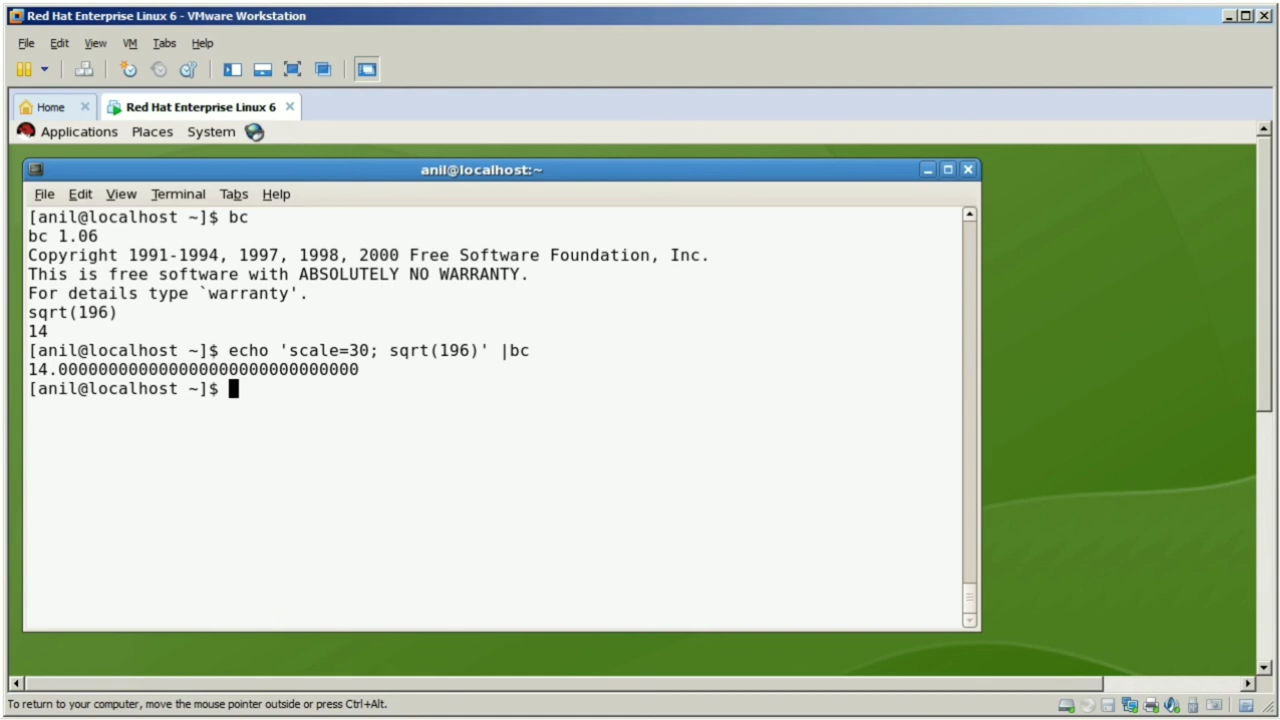 Red Hat Enterprise Linux 6 - VMware Workstation
File Edit View VM Tabs Help
Home Red Hat Enterprise Linux 6
Applications Places System
anil@localhost:~
File Edit View Terminal Tabs Help
[anil@localhost ~]$ bc
bc 1.06
Copyright 1991-1994, 1997, 1998, 2000 Free Software Foundation, Inc.
This is free software with ABSOLUTELY NO WARRANTY.
For details type `warranty'.
sqrt(196)
14
[anil@localhost ~]$ echo 'scale=30; sqrt(196)' |bc
14.000000000000000000000000000000
[anil@localhost ~]$
To return to your computer, move the mouse pointer outside or press Ctrl+Alt.